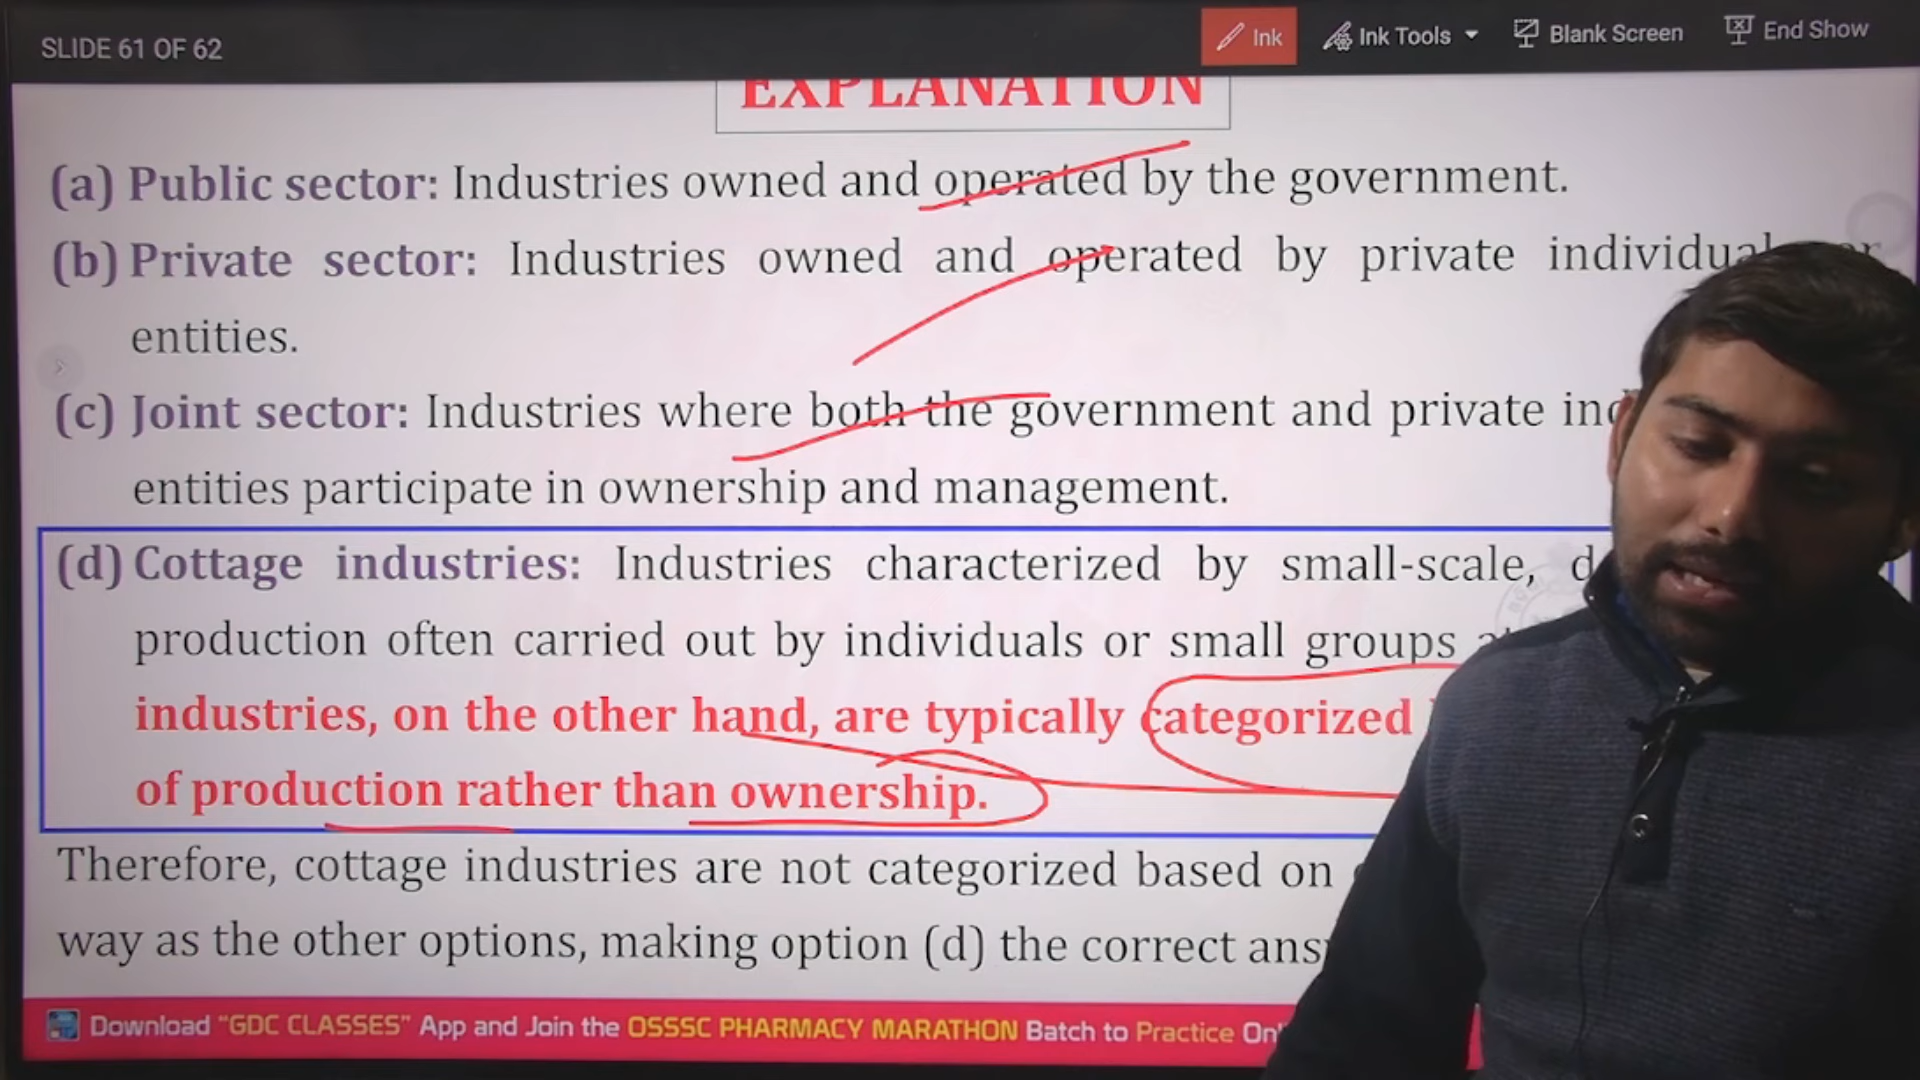 SLIDE 61 OF 62
Ink
Ink Tools
Blank Screen
End Show
EXPLANATION
(a) Public sector: Industries owned and operated by the government.
(b) Private sector: Industries owned and operated by private
entities.
(c) Joint sector: Industries where both the government and private
entities participate in ownership and management.
(d) Cottage industries: Industries characterized by small-scale,
production often carried out by individuals or small groups
industries, on the other hand, are typically categorized
of production rather than ownership.
Therefore, cottage industries are not categorized based on
way as the other options, making option (d) the correct
Download "GDC CLASSES" App and Join the OSSSC PHARMACY MARATHON Batch to Practice